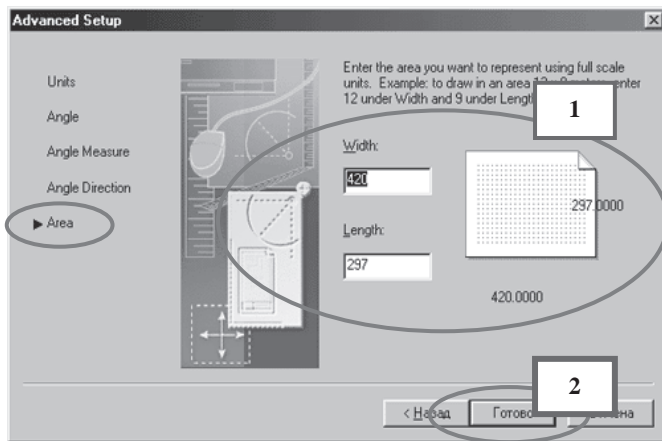 Advanced Setup
Units
Angle
Angle Measure
Angle Direction
Area
Enter the area you want to represent using full scale
units. Example: to draw in an area enter
12 under Width and 9 under
1
Width:
420
Length:
297
297.0000
420.0000
2
< Назад
Готово